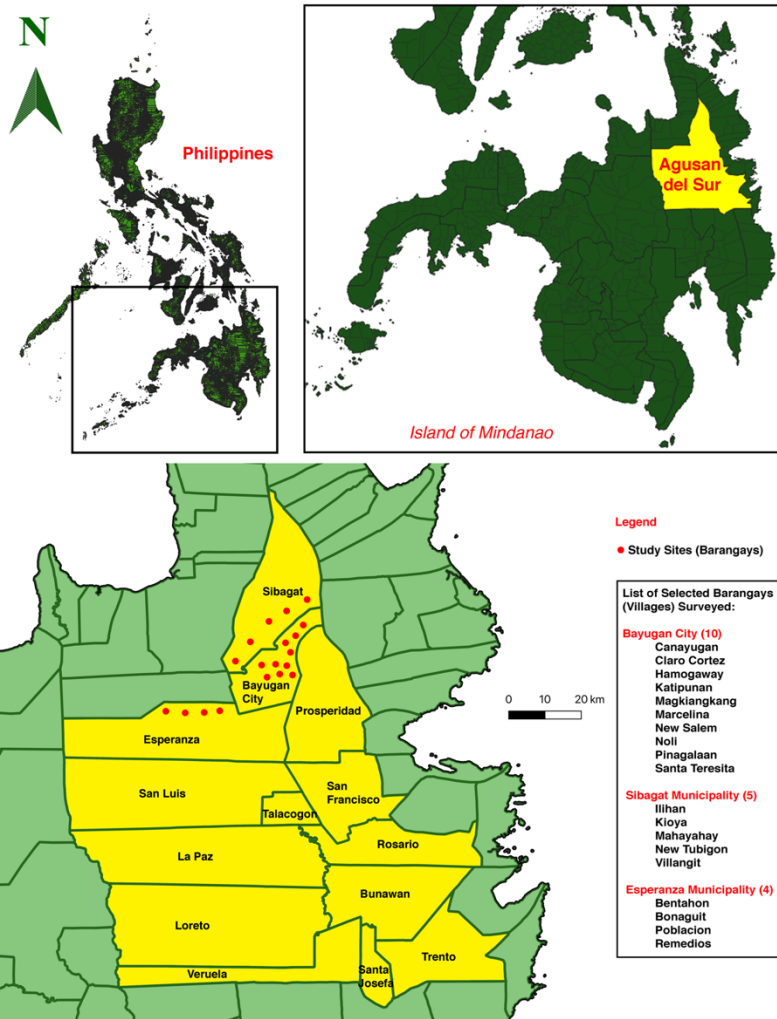 N
Philippines
Agusan
del Sur
Island of Mindanao
Sibagat
Bayugan
City
Prosperidad
Esperanza
San Luis
San
Francisco
Talacogon
Rosario
La Paz
Bunawan
Loreto
Trento
Veruela
Santa
Josefa
0 10 20 km
Legend
Study Sites (Barangays)
List of Selected Barangays
(Villages) Surveyed:
Bayugan City (10)
Canayugan
Claro Cortez
Hamogaway
Katipunan
Magkiangkang
Marcelina
New Salem
Noli
Pinagalaan
Santa Teresita
Sibagat Municipality (5)
Ilihan
Kioya
Mahayahay
New Tubigon
Villangit
Esperanza Municipality (4)
Bentahon
Bonaguit
Poblacion
Remedios